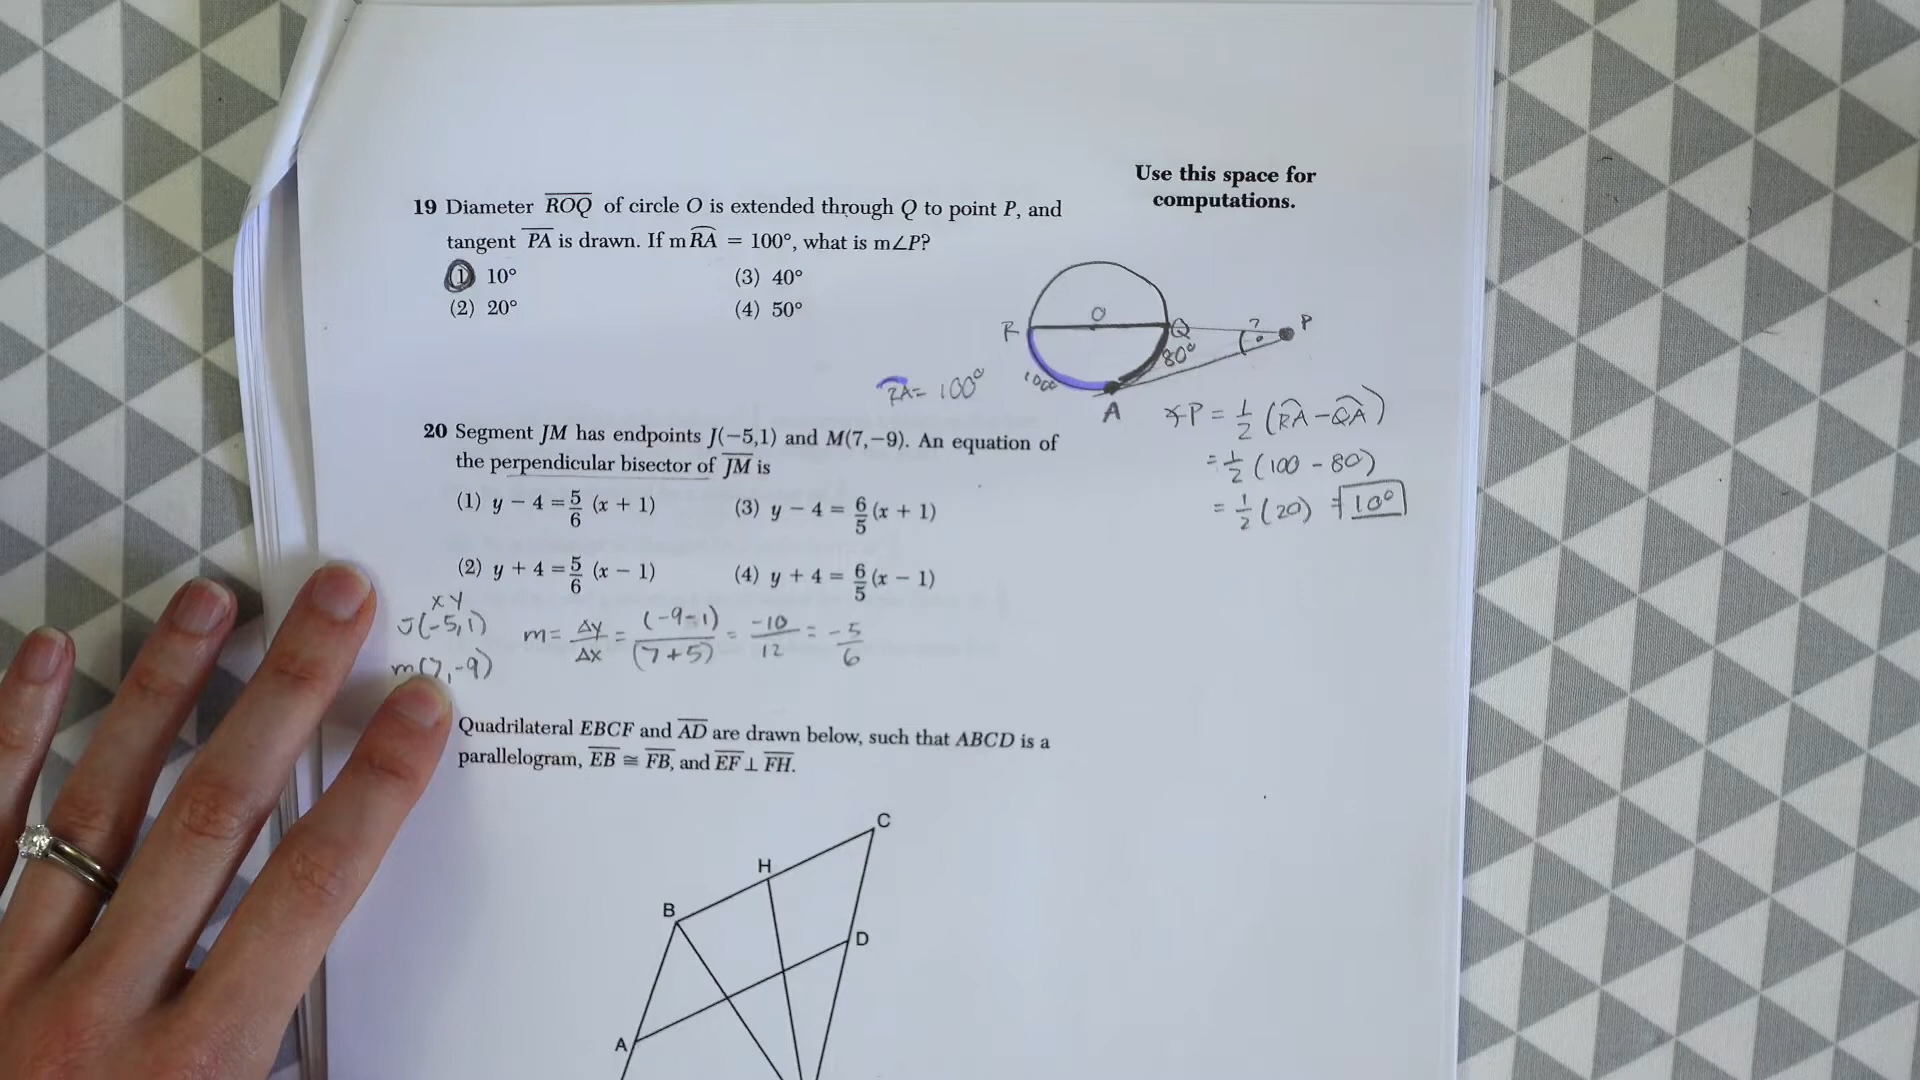 Use this space for
computations.
19 Diameter ROQ of circle O is extended through Q to point P, and
tangent PA is drawn. If mRA = 100°, what is m∠P?
(1) 10°
(3) 40°
(2) 20°
(4) 50°
R
O
Q
?
P
80°
100°
A
RA = 100°
∡P = 1/2 (RA - QA)
= 1/2 (100 - 80)
= 1/2 (20) = 10°
20 Segment JM has endpoints J(−5,1) and M(7,−9). An equation of
the perpendicular bisector of JM is
(1) y − 4 = 5/6 (x + 1)
(3) y − 4 = 6/5 (x + 1)
(2) y + 4 = 5/6 (x − 1)
(4) y + 4 = 6/5 (x − 1)
x y
J(-5,1)
m(7,-9)
m = Δy/Δx = (-9-1)/(7+5) = -10/12 = -5/6
Quadrilateral EBCF and AD are drawn below, such that ABCD is a
parallelogram, EB ≅ FB, and EF ⊥ FH.
C
H
B
D
A